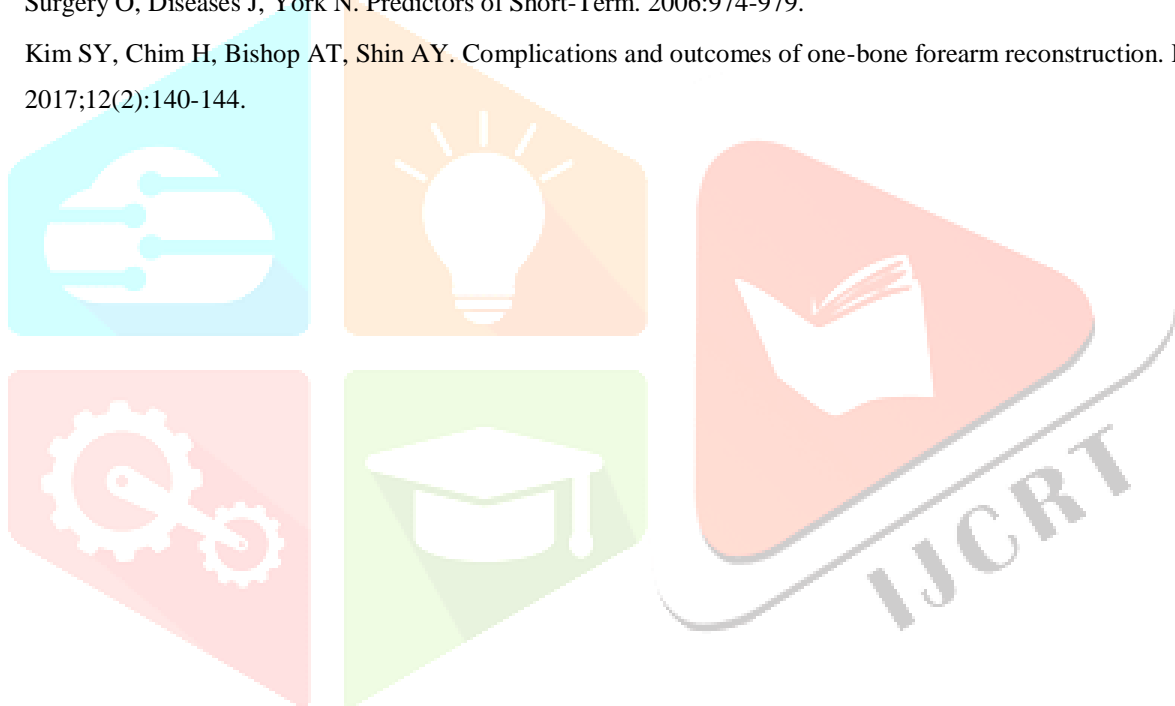 Surgery O, Diseases J, York N. Predictors of Short-Term. 2006:974-979.
Kim SY, Chim H, Bishop AT, Shin AY. Complications and outcomes of one-bone forearm reconstruction.
2017;12(2):140-144.
IJCRT